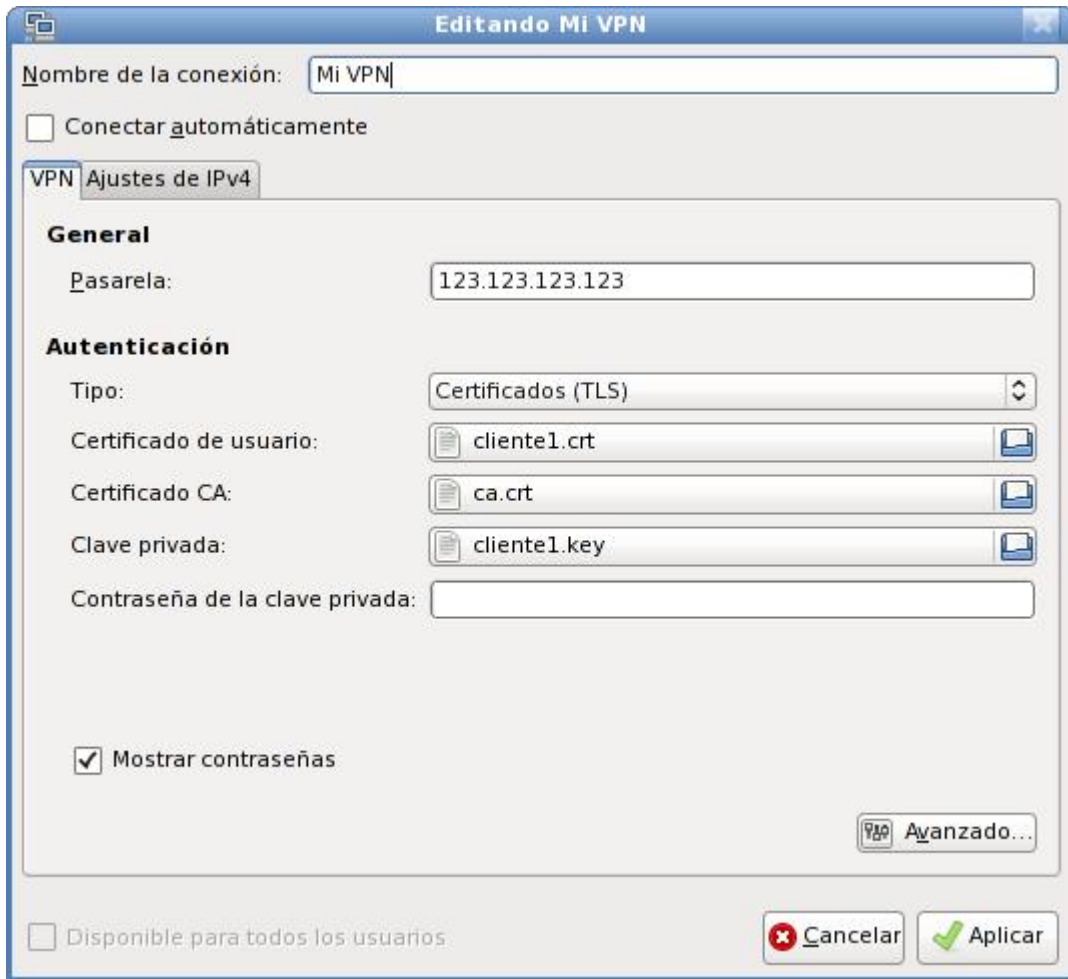 Editando Mi VPN
Nombre de la conexión: Mi VPN
Conectar automáticamente
VPN Ajustes de IPv4
General
Pasarela: 123.123.123.123
Autenticación
Tipo: Certificados (TLS)
Certificado de usuario: cliente1.crt
Certificado CA: ca.crt
Clave privada: cliente1.key
Contraseña de la clave privada:
Mostrar contraseñas
Avanzado...
Disponible para todos los usuarios Cancelar Aplicar